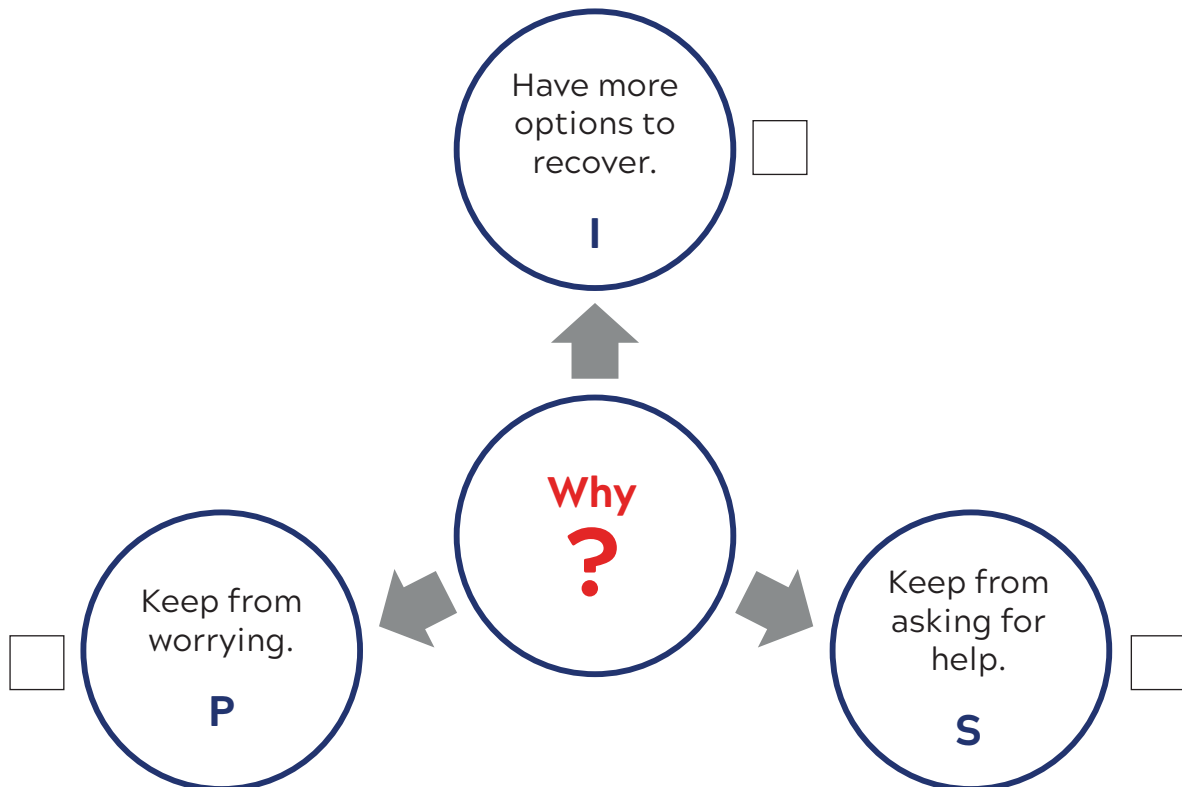 Have more
options to
recover.
I
Why
?
Keep from
worrying.
P
Keep from
asking for
help.
S